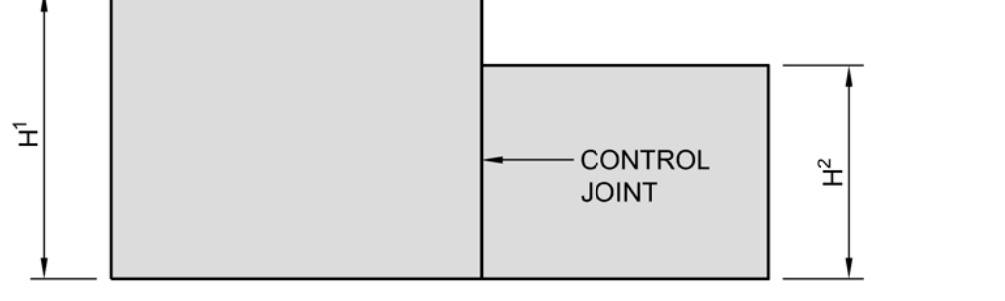 H¹
CONTROL
JOINT
H²